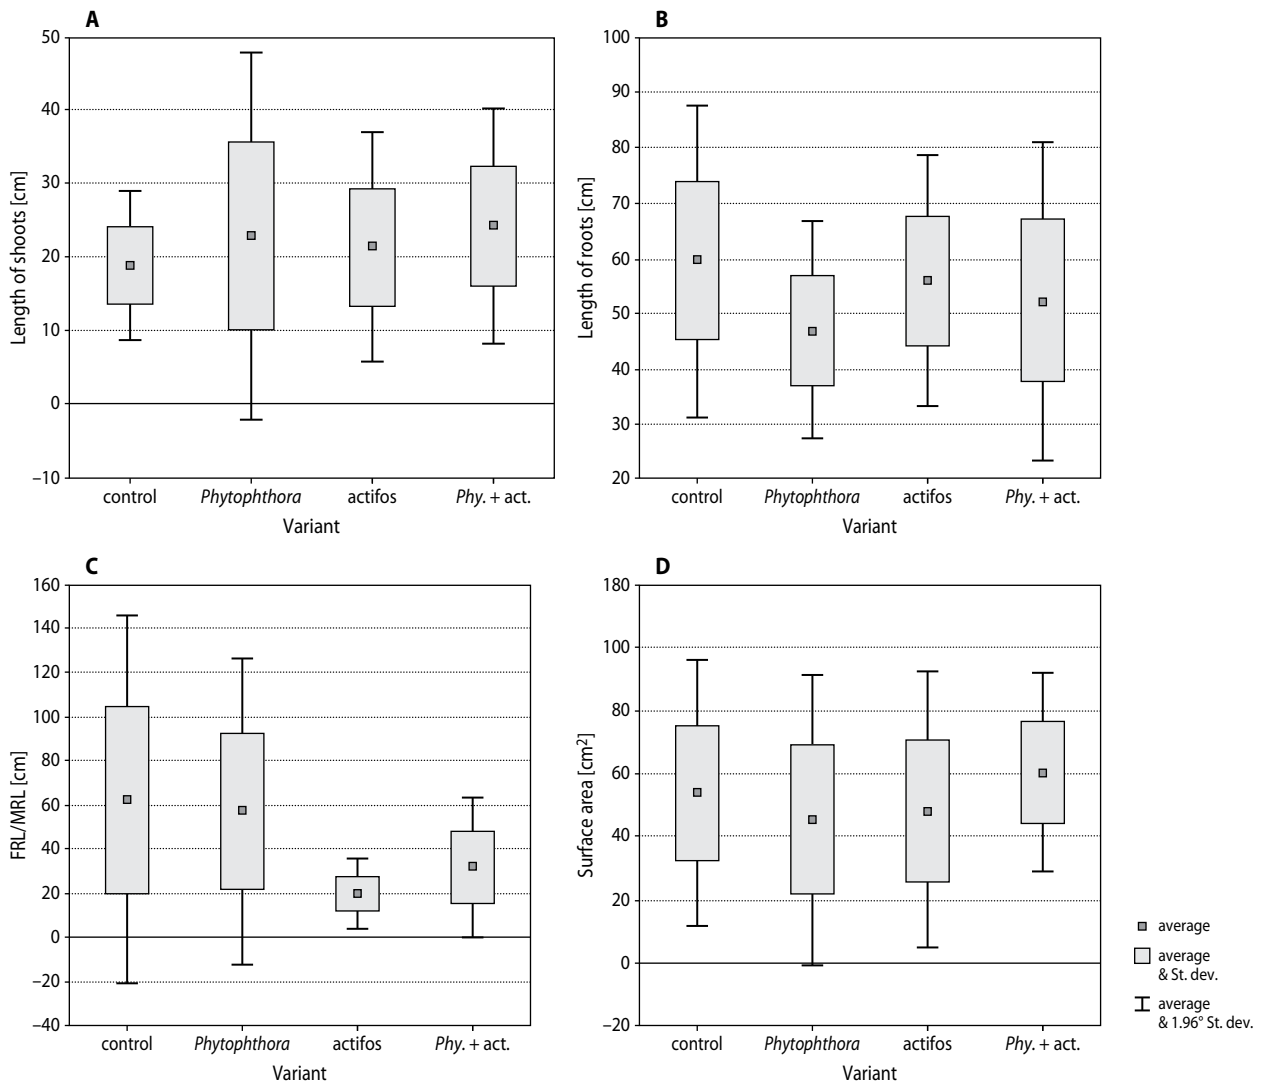 A
Length of shoots [cm]
50
40
30
20
10
0
–10
control Phytophthora actifos Phy. + act.
Variant
B
Length of roots [cm]
100
90
80
70
60
50
40
30
20
control Phytophthora actifos Phy. + act.
Variant
C
FRL/MRL [cm]
160
140
120
100
80
60
40
20
0
–20
–40
control Phytophthora actifos Phy. + act.
Variant
D
Surface area [cm²]
180
100
80
60
40
20
0
–20
control Phytophthora actifos Phy. + act.
Variant
average
average
& St. dev.
average
& 1.96° St. dev.